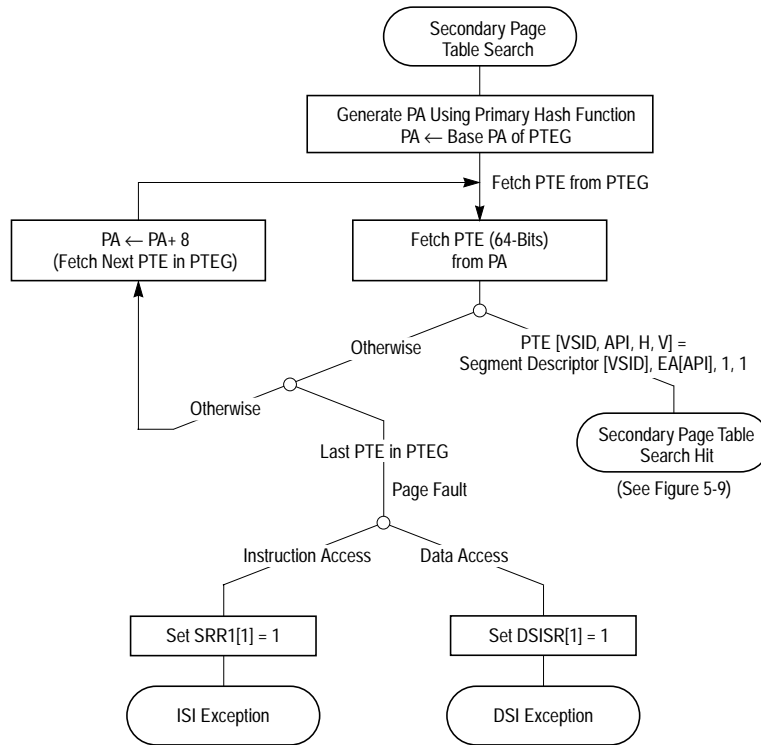 Secondary Page
Table Search
Generate PA Using Primary Hash Function
PA ← Base PA of PTEG
Fetch PTE from PTEG
PA ← PA+ 8
(Fetch Next PTE in PTEG)
Fetch PTE (64-Bits)
from PA
Otherwise
PTE [VSID, API, H, V] =
Segment Descriptor [VSID], EA[API], 1, 1
Otherwise
Secondary Page Table
Search Hit
(See Figure 5-9)
Last PTE in PTEG
Page Fault
Instruction Access
Data Access
Set SRR1[1] = 1
Set DSISR[1] = 1
ISI Exception
DSI Exception